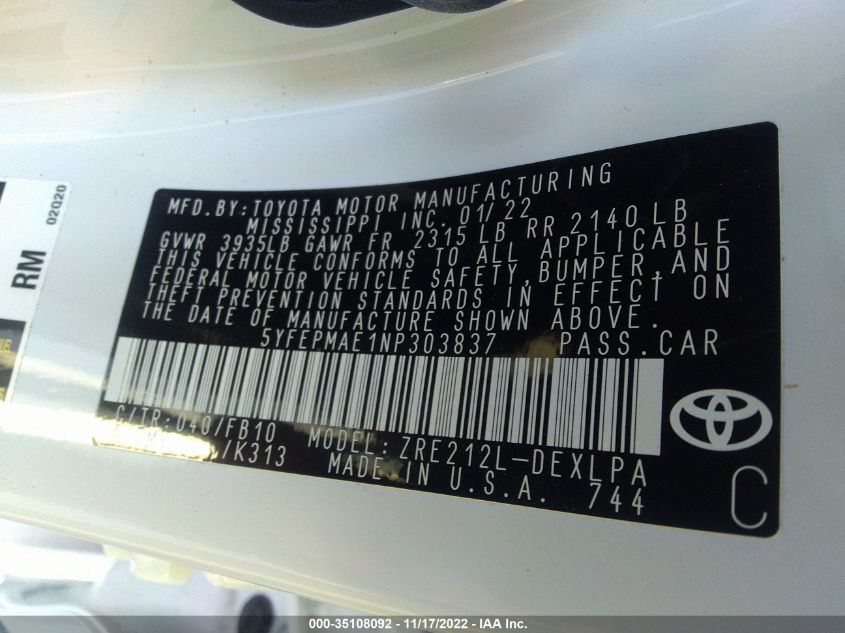 MFD.BY:TOYOTA MOTOR MANUFACTURING
MISSISSIPPI INC. 01/22
GVWR 3935LB GAWR FR 2315 LB RR 2140 LB
THIS VEHICLE CONFORMS TO ALL APPLICABLE
FEDERAL MOTOR VEHICLE SAFETY, BUMPER, AND
THEFT PREVENTION STANDARDS IN EFFECT ON
THE DATE OF MANUFACTURE SHOWN ABOVE.
5YFEPMAE1NP303837 PASS.CAR
C/TR:040/FB10 MODEL: ZRE212L-DEXLPA
/K313 MADE IN U.S.A. 744
C
RM 02020
000-35108092 - 11/17/2022 - IAA Inc.